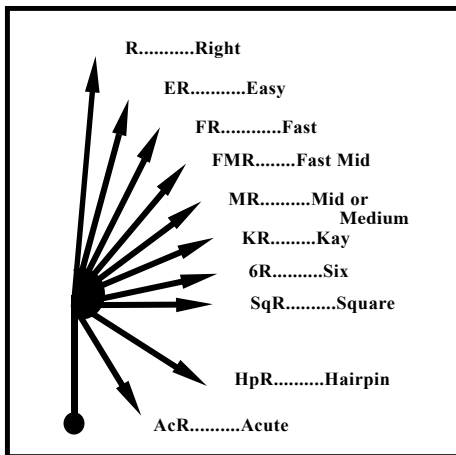 R...........Right
ER...........Easy
FR............Fast
FMR........Fast Mid
MR..........Mid or
Medium
KR.........Kay
6R..........Six
SqR..........Square
HpR..........Hairpin
AcR..........Acute